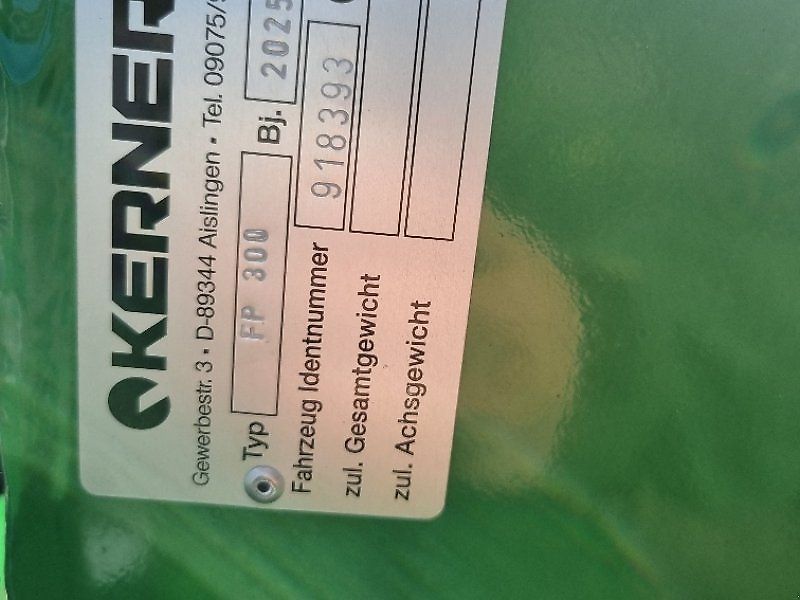 KERNER
Gewerbestr. 3 • D-89344 Aislingen • Tel. 09075/
Typ FP 300 Bj. 2025
Fahrzeug Identnummer 918393
zul. Gesamtgewicht
zul. Achsgewicht